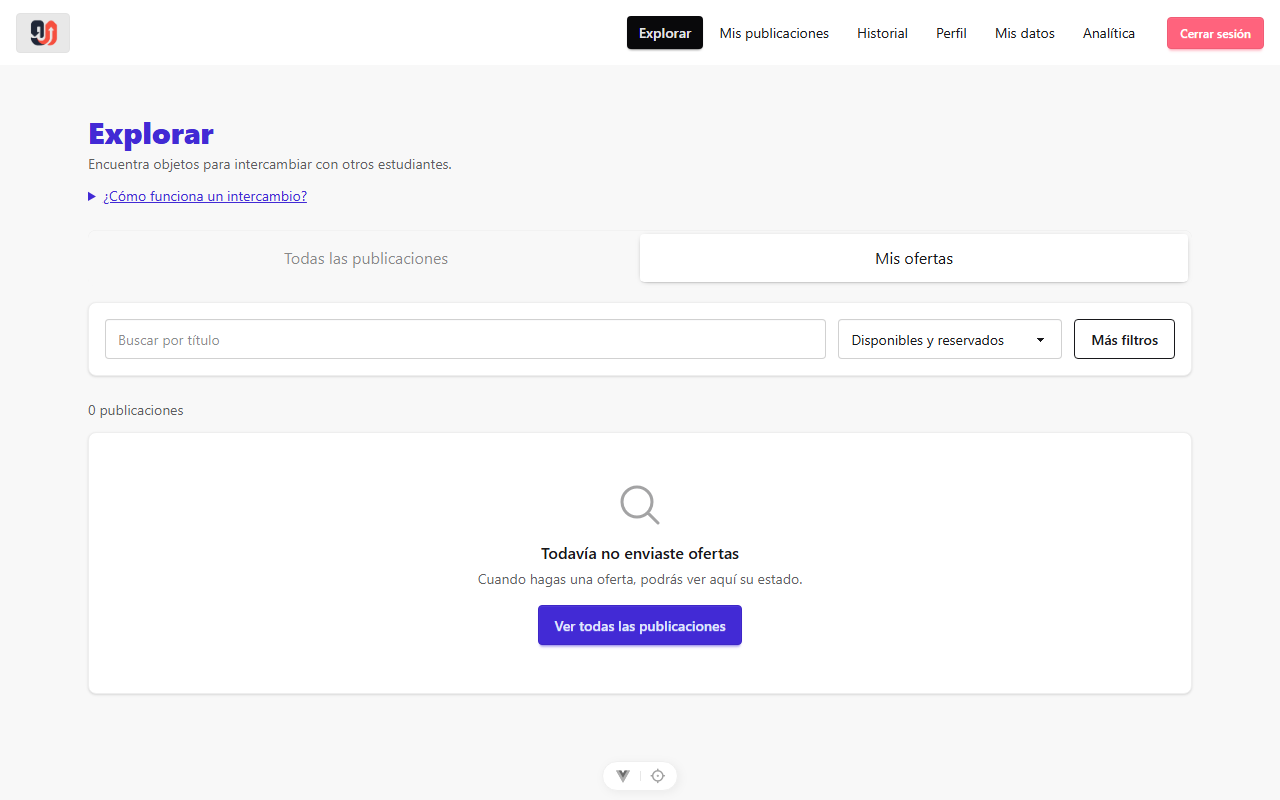 Explorar
Mis publicaciones
Historial
Perfil
Mis datos
Analítica
Cerrar sesión
Explorar
Encuentra objetos para intercambiar con otros estudiantes.
¿Cómo funciona un intercambio?
Todas las publicaciones
Mis ofertas
Buscar por título
Disponibles y reservados
Más filtros
0 publicaciones
Todavía no enviaste ofertas
Cuando hagas una oferta, podrás ver aquí su estado.
Ver todas las publicaciones